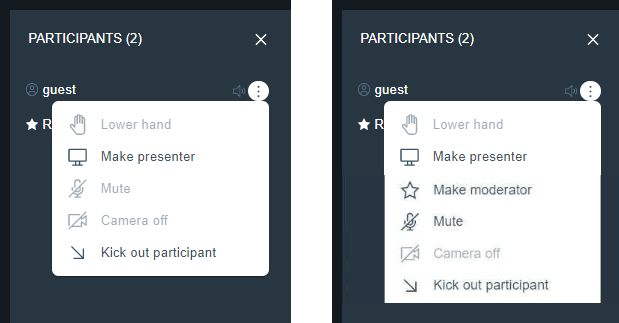 PARTICIPANTS (2)
guest
R
Lower hand
Make presenter
Mute
Camera off
Kick out participant
PARTICIPANTS (2)
guest
R
Lower hand
Make presenter
Make moderator
Mute
Camera off
Kick out participant